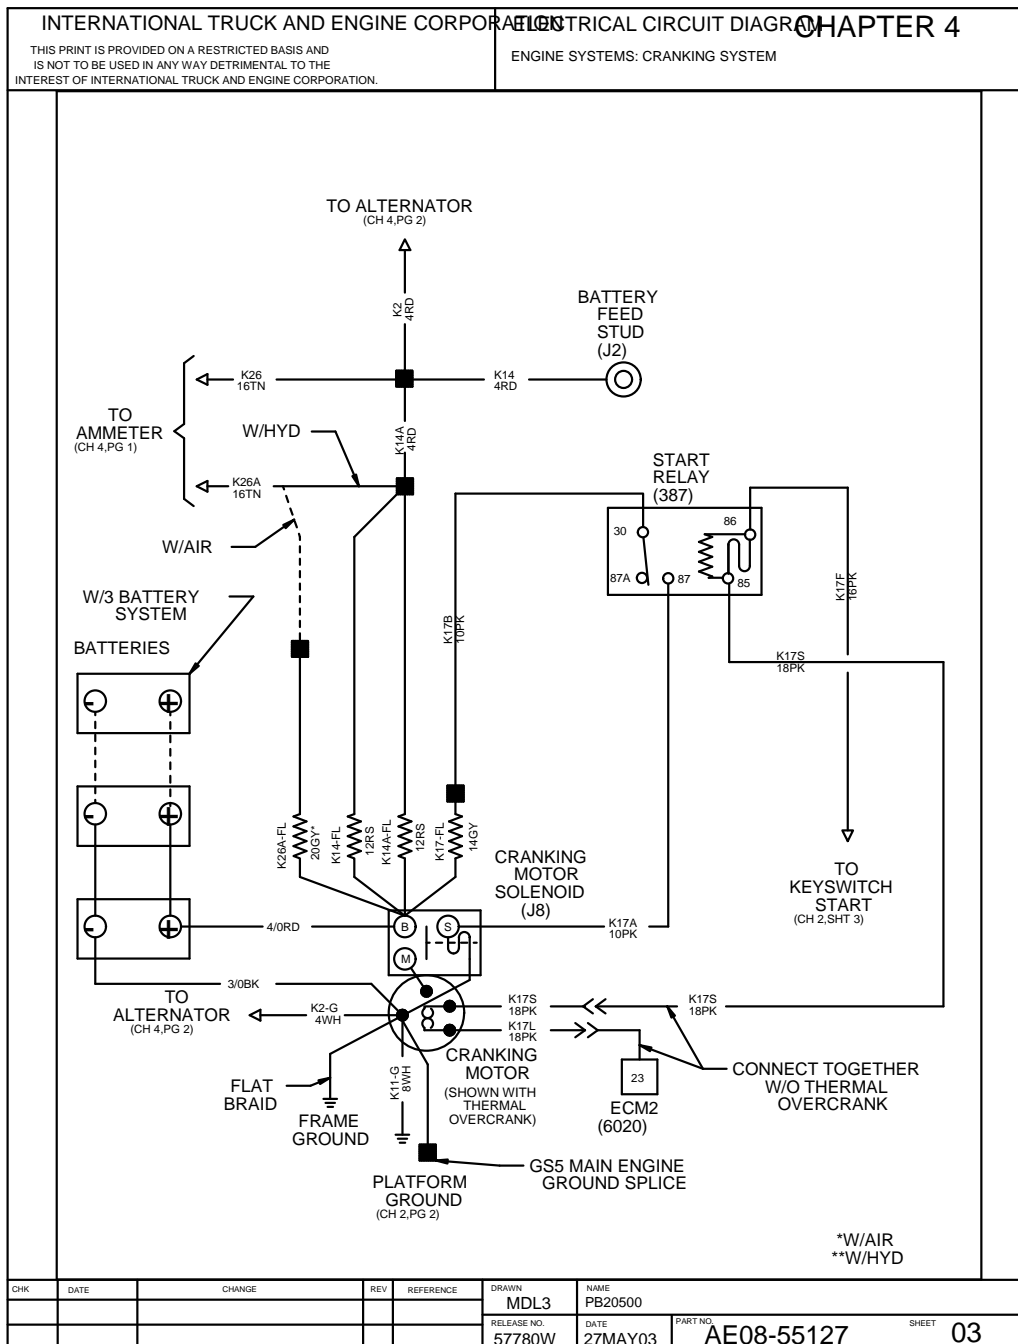 INTERNATIONAL TRUCK AND ENGINE CORPORATION
ELECTRICAL CIRCUIT DIAGRAM
CHAPTER 4
THIS PRINT IS PROVIDED ON A RESTRICTED BASIS AND
IS NOT TO BE USED IN ANY WAY DETRIMENTAL TO THE
INTEREST OF INTERNATIONAL TRUCK AND ENGINE CORPORATION.
ENGINE SYSTEMS: CRANKING SYSTEM
TO ALTERNATOR
(CH 4,PG 2)
K2
4RD
BATTERY
FEED
STUD
(J2)
K26
16TN
K14
4RD
TO
AMMETER
(CH 4,PG 1)
W/HYD
K14A
4RD
K26A
16TN
START
RELAY
(387)
30
86
87A
87
85
W/AIR
K17F
16PK
W/3 BATTERY
SYSTEM
K17B
10PK
BATTERIES
K17S
18PK
-
+
-
+
K26A-FL
20GY*
K14-FL
12RS
K14A-FL
12RS
K17-FL
14GY
CRANKING
MOTOR
SOLENOID
(J8)
TO
KEYSWITCH
START
(CH 2,SHT 3)
-
+
4/0RD
B
S
M
K17A
10PK
3/0BK
TO
ALTERNATOR
(CH 4,PG 2)
K2-G
4WH
K17S
18PK
K17S
18PK
K17L
18PK
CRANKING
MOTOR
(SHOWN WITH
THERMAL
OVERCRANK)
23
ECM2
(6020)
CONNECT TOGETHER
W/O THERMAL
OVERCRANK
FLAT
BRAID
K11-G
8WH
FRAME
GROUND
PLATFORM
GROUND
(CH 2,PG 2)
GS5 MAIN ENGINE
GROUND SPLICE
*W/AIR
**W/HYD
CHK
DATE
CHANGE
REV
REFERENCE
DRAWN
MDL3
NAME
PB20500
RELEASE NO.
57780W
DATE
27MAY03
PART NO.
AE08-55127
SHEET
03